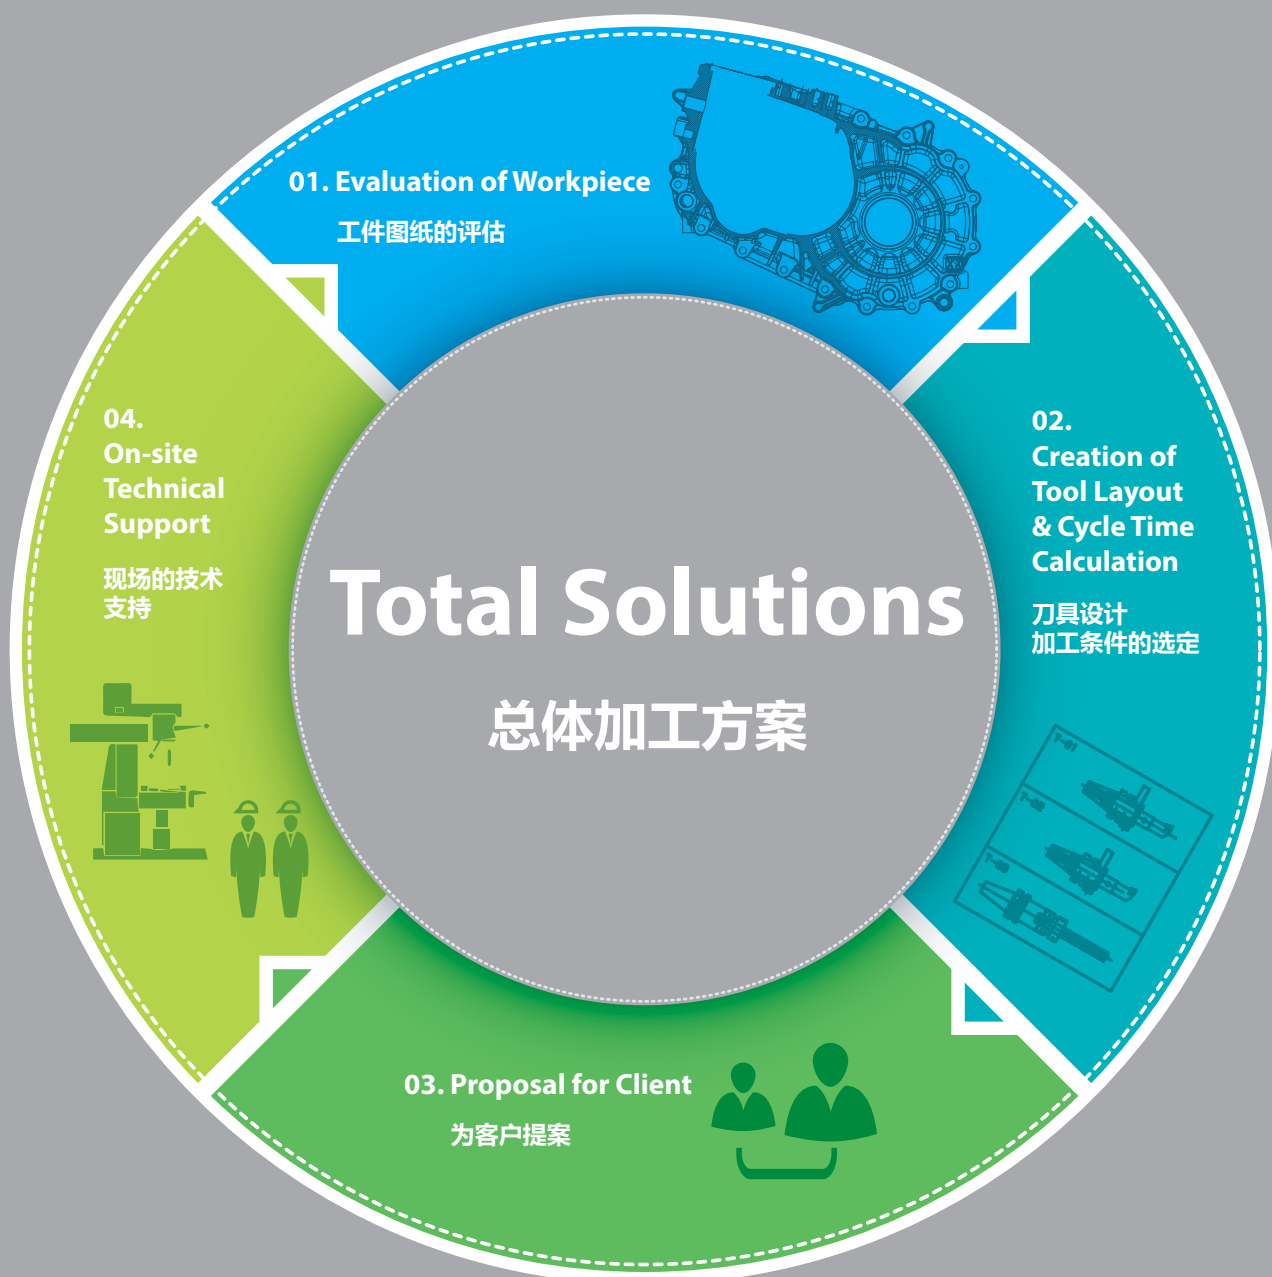 01. Evaluation of Workpiece
工件图纸的评估
02.
Creation of
Tool Layout
& Cycle Time
Calculation
刀具设计
加工条件的选定
T-01
T-02
T-03
03. Proposal for Client
为客户提案
04.
On-site
Technical
Support
现场的技术
支持
Total Solutions
总体加工方案